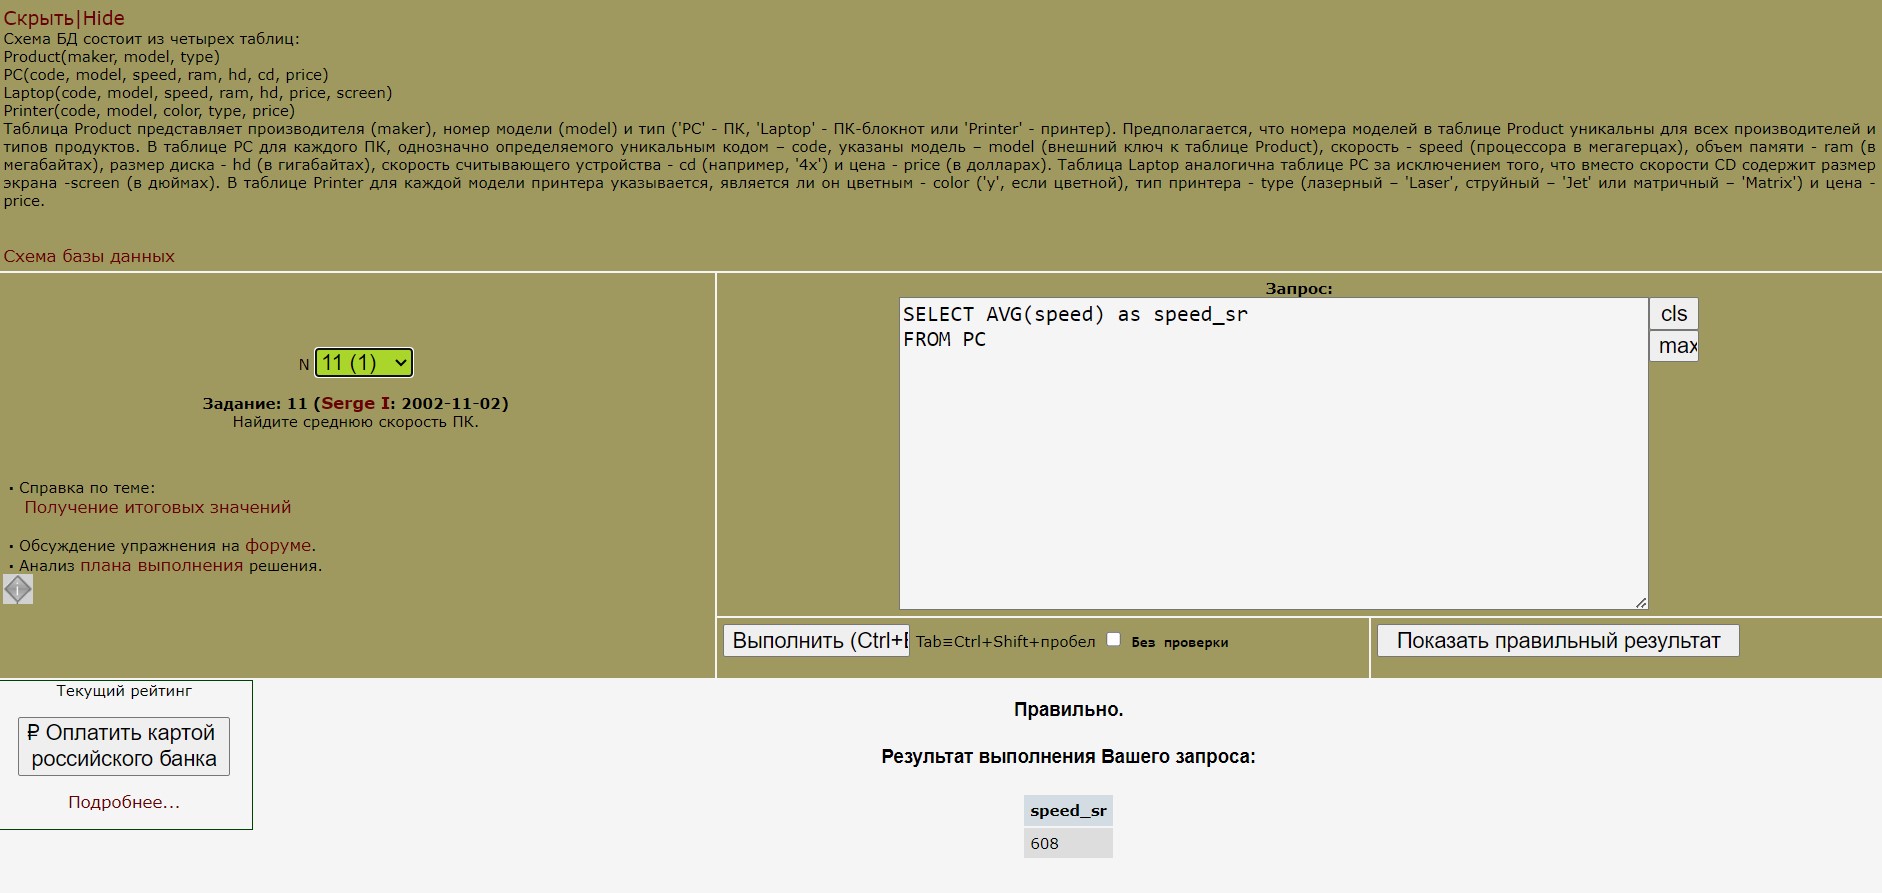 Скрыть|Hide
Схема БД состоит из четырех таблиц:
Product(maker, model, type)
PC(code, model, speed, ram, hd, cd, price)
Laptop(code, model, speed, ram, hd, price, screen)
Printer(code, model, color, type, price)
Таблица Product представляет производителя (maker), номер модели (model) и тип ('PC' - ПК, 'Laptop' - ПК-блокнот или 'Printer' - принтер). Предполагается, что номера моделей в таблице Product уникальны для всех производителей и
типов продуктов. В таблице PC для каждого ПК, однозначно определяемого уникальным кодом – code, указаны модель – model (внешний ключ к таблице Product), скорость - speed (процессора в мегагерцах), объем памяти - ram (в
мегабайтах), размер диска - hd (в гигабайтах), скорость считывающего устройства - cd (например, '4x') и цена - price (в долларах). Таблица Laptop аналогична таблице PC за исключением того, что вместо скорости CD содержит размер
экрана -screen (в дюймах). В таблице Printer для каждой модели принтера указывается, является ли он цветным - color ('y', если цветной), тип принтера - type (лазерный – 'Laser', струйный – 'Jet' или матричный – 'Matrix') и цена -
price.
Схема базы данных
N 11 (1)
Задание: 11 (Serge I: 2002-11-02)
Найдите среднюю скорость ПК.
· Справка по теме:
Получение итоговых значений
· Обсуждение упражнения на форуме.
· Анализ плана выполнения решения.
Запрос:
SELECT AVG(speed) as speed_sr
FROM PC
cls
max
Выполнить (Ctrl+E Tab≡Ctrl+Shift+пробел Без проверки
Показать правильный результат
Текущий рейтинг
₽ Оплатить картой
российского банка
Подробнее...
Правильно.
Результат выполнения Вашего запроса:
speed_sr
608